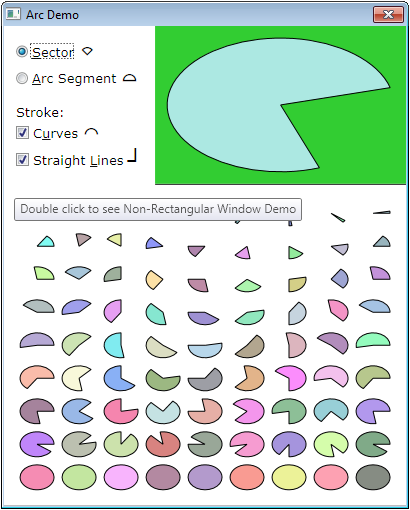 Arc Demo
Sector
Arc Segment
Stroke:
Curves
Straight Lines
Double click to see Non-Rectangular Window Demo